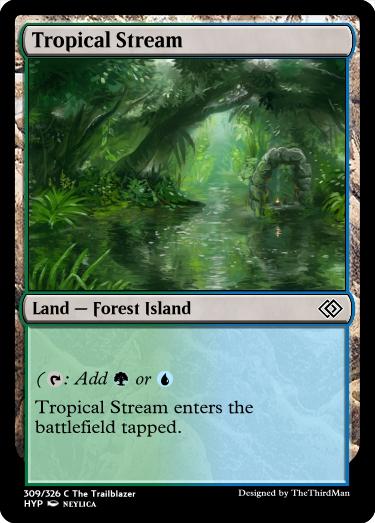 Tropical Stream
Land — Forest Island
( : Add or
Tropical Stream enters the
battlefield tapped.
309/326 C The Trailblazer
Designed by TheThirdMan
HYP NEYLICA